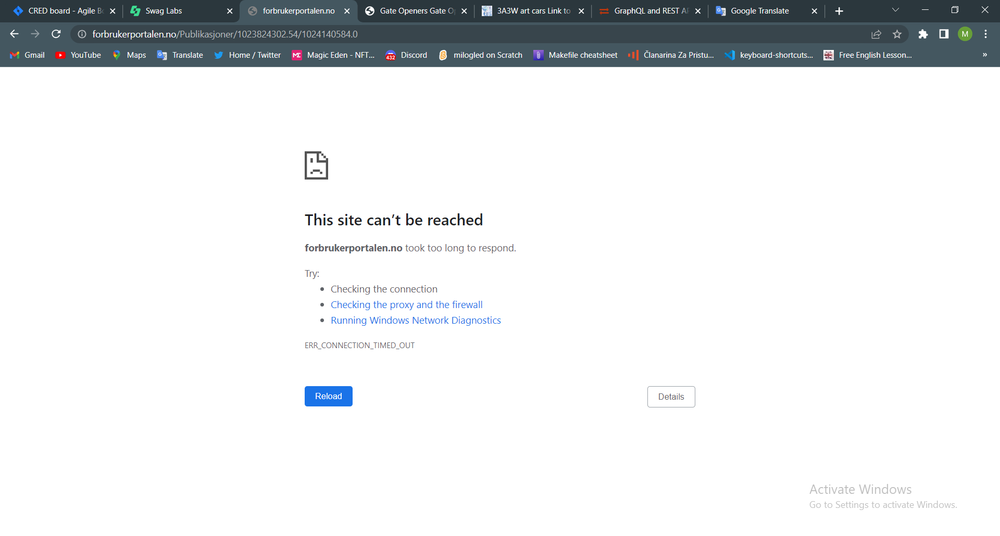 CRED board - Agile Bo
Swag Labs
forbrukerportalen.no
Gate Openers Gate Op
3A3W art cars Link to
GraphQL and REST AP
Google Translate
forbrukerportalen.no/Publikasjoner/1023824302.54/1024140584.0
M
Gmail
YouTube
Maps
Translate
Home / Twitter
ME
Magic Eden - NFT...
432
Discord
milogled on Scratch
Makefile cheatsheet
Članarina Za Pristu...
keyboard-shortcuts...
Free English Lesson...
»
This site can’t be reached
forbrukerportalen.no took too long to respond.
Try:
• Checking the connection
• Checking the proxy and the firewall
• Running Windows Network Diagnostics
ERR_CONNECTION_TIMED_OUT
Reload
Details
Activate Windows
Go to Settings to activate Windows.